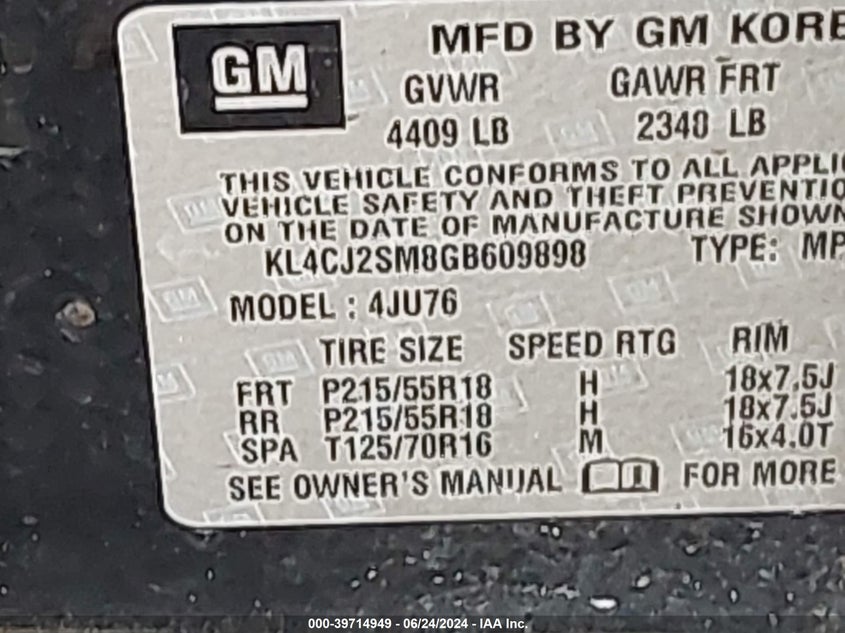 GM
MFD BY GM KORE
GVWR GAWR FRT
4409 LB 2340 LB
THIS VEHICLE CONFORMS TO ALL APPLI
VEHICLE SAFETY AND THEFT PREVENTIO
ON THE DATE OF MANUFACTURE SHOWN
KL4CJ2SM8GB609898 TYPE: MP
MODEL : 4JU76
TIRE SIZE SPEED RTG RIM
FRT P215/55R18 H 18x7.5J
RR P215/55R18 H 18x7.5J
SPA T125/70R16 M 16x4.0T
SEE OWNER'S MANUAL FOR MORE
000-39714949 - 06/24/2024 - IAA Inc.